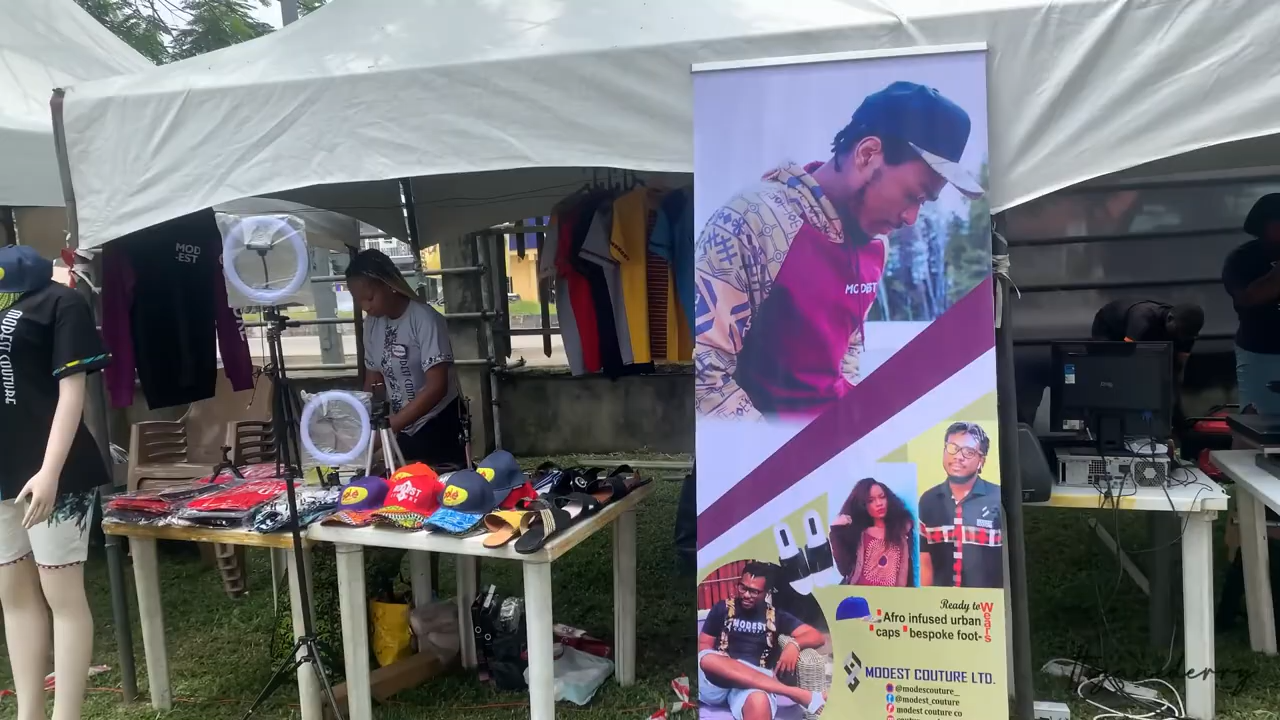 MOD
-EST
MODEST COUTURE
MODEST
MODEST
Ready to Wears
Afro infused urban
caps bespoke foot-
MODEST COUTURE LTD.
@modescouture_
@modest_couture
modest couture co